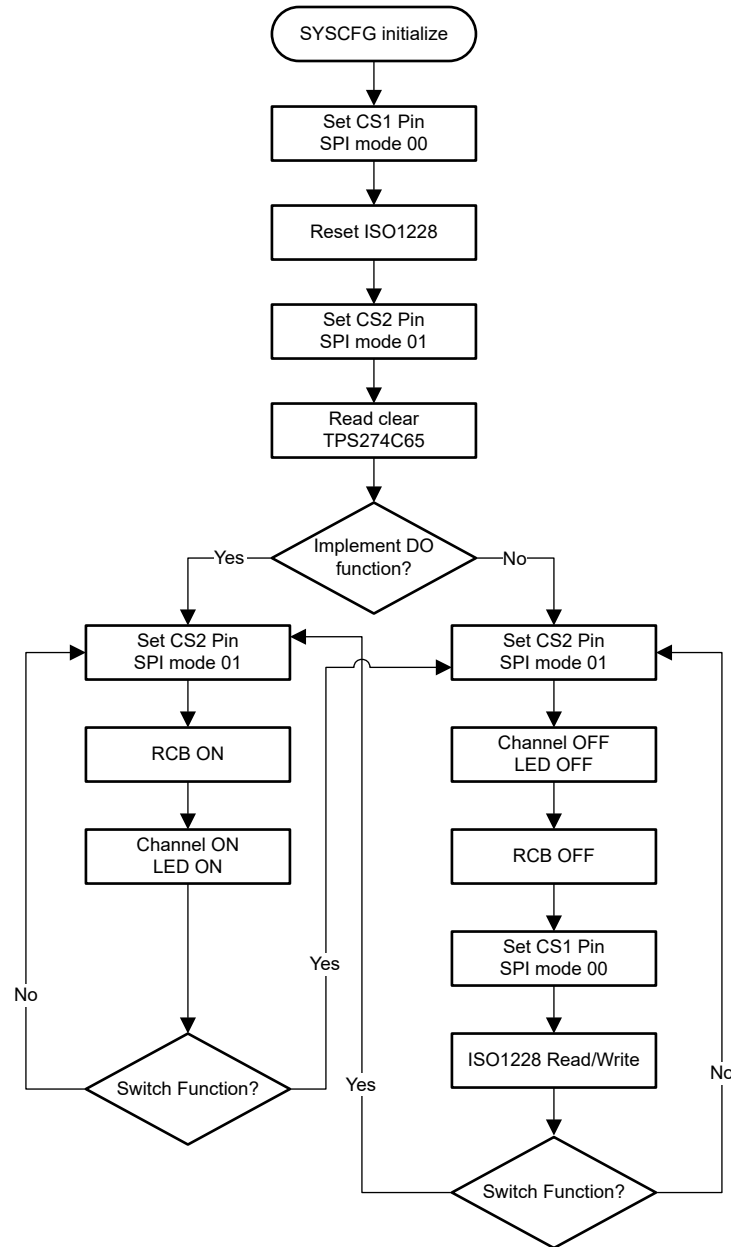 SYSCFG initialize
Set CS1 Pin
SPI mode 00
Reset ISO1228
Set CS2 Pin
SPI mode 01
Read clear
TPS274C65
Implement DO
function?
Yes
No
Set CS2 Pin
SPI mode 01
RCB ON
Channel ON
LED ON
Switch Function?
No
Yes
Set CS2 Pin
SPI mode 01
Channel OFF
LED OFF
RCB OFF
Set CS1 Pin
SPI mode 00
ISO1228 Read/Write
Switch Function?
Yes
No